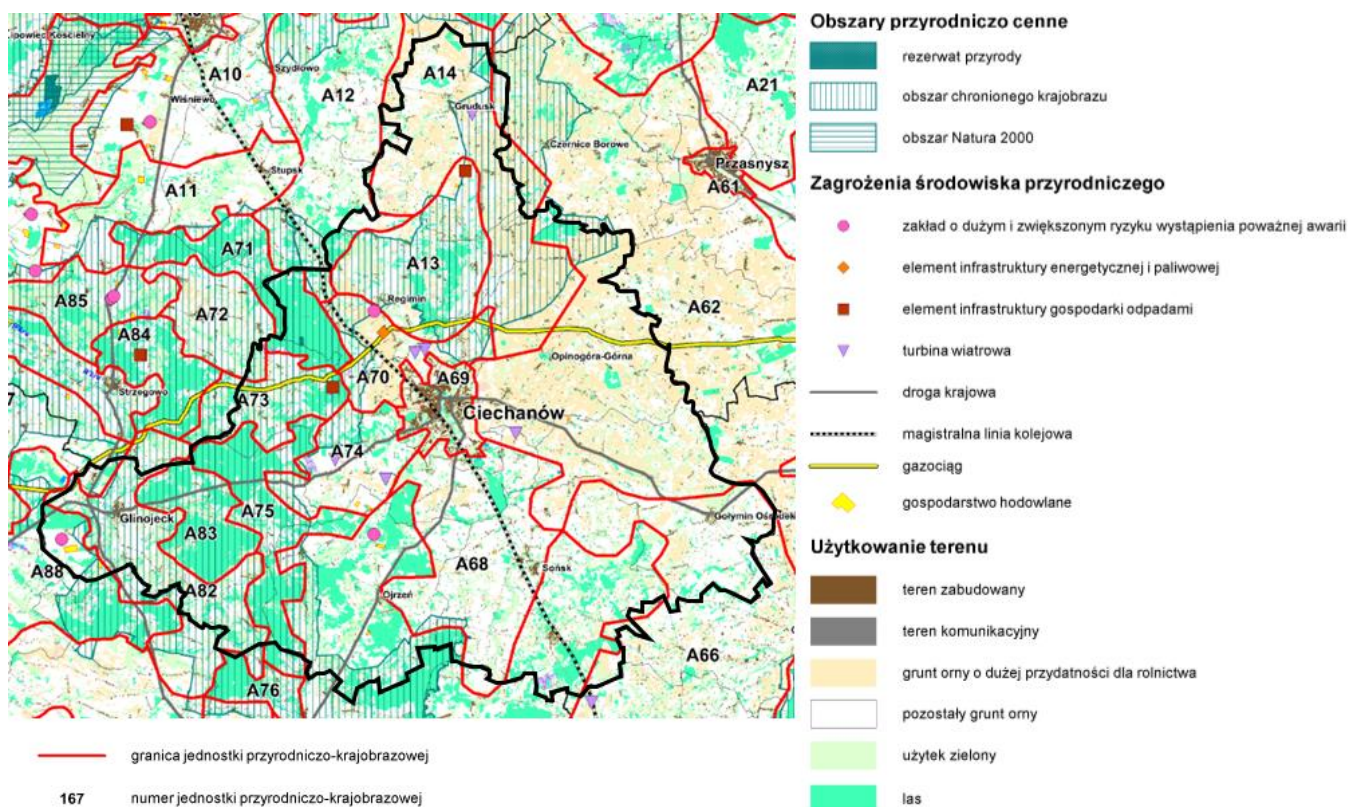 Lipowiec Kościelny
A10
Szydłowo
A12
A14
A21
Wiśniewo
Grudusk
Czernice Borowe
Przasnysz
A61
Stupsk
A11
A71
A13
A85
A72
Regimin
A62
A84
Opinogóra-Górna
A70
A69
Strzegowo
A73
Ciechanów
A74
Glinojeck
A75
A83
Gołymin Ośrodek
A88
A68
Sońsk
A82
Ojrzeń
A66
A76
granica jednostki przyrodniczo-krajobrazowej
167 numer jednostki przyrodniczo-krajobrazowej
Obszary przyrodniczo cenne
rezerwat przyrody
obszar chronionego krajobrazu
obszar Natura 2000
Zagrożenia środowiska przyrodniczego
zakład o dużym i zwiększonym ryzyku wystąpienia poważnej awarii
element infrastruktury energetycznej i paliwowej
element infrastruktury gospodarki odpadami
turbina wiatrowa
droga krajowa
magistralna linia kolejowa
gazociąg
gospodarstwo hodowlane
Użytkowanie terenu
teren zabudowany
teren komunikacyjny
grunt orny o dużej przydatności dla rolnictwa
pozostały grunt orny
użytek zielony
las